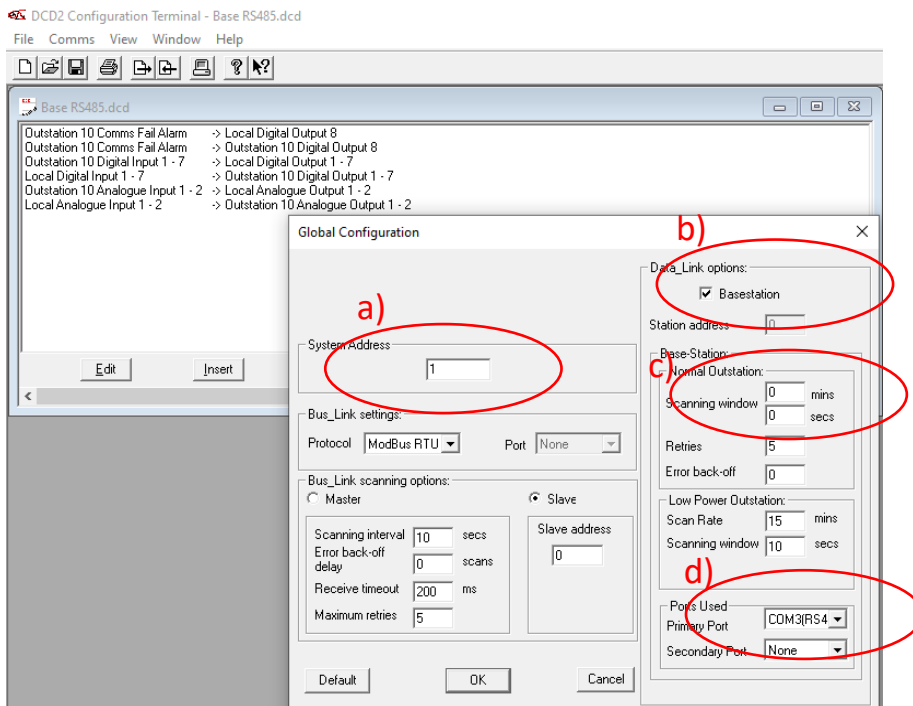 DCD2 Configuration Terminal - Base RS485.dcd
File Comms View Window Help
Base RS485.dcd
Outstation 10 Comms Fail Alarm -> Local Digital Output 8
Outstation 10 Comms Fail Alarm -> Outstation 10 Digital Output 8
Outstation 10 Digital Input 1 - 7 -> Local Digital Output 1 - 7
Local Digital Input 1 - 7 -> Outstation 10 Digital Output 1 - 7
Outstation 10 Analogue Input 1 - 2 -> Local Analogue Output 1 - 2
Local Analogue Input 1 - 2 -> Outstation 10 Analogue Output 1 - 2
Edit Insert
Global Configuration
a)
System Address
1
Bus_Link settings:
Protocol ModBus RTU Port None
Bus_Link scanning options:
Master Slave
Scanning interval 10 secs
Error back-off
delay 0 scans
Receive timeout 200 ms
Maximum retries 5
Slave address
0
Default OK Cancel
b)
Data_Link options:
Basestation
Station address 0
Base-Station:
c)
Normal Outstation:
Scanning window 0 mins
0 secs
Retries 5
Error back-off 0
Low Power Outstation:
Scan Rate 15 mins
Scanning window 10 secs
d)
Ports Used
Primary Port COM3(RS4
Secondary Port None